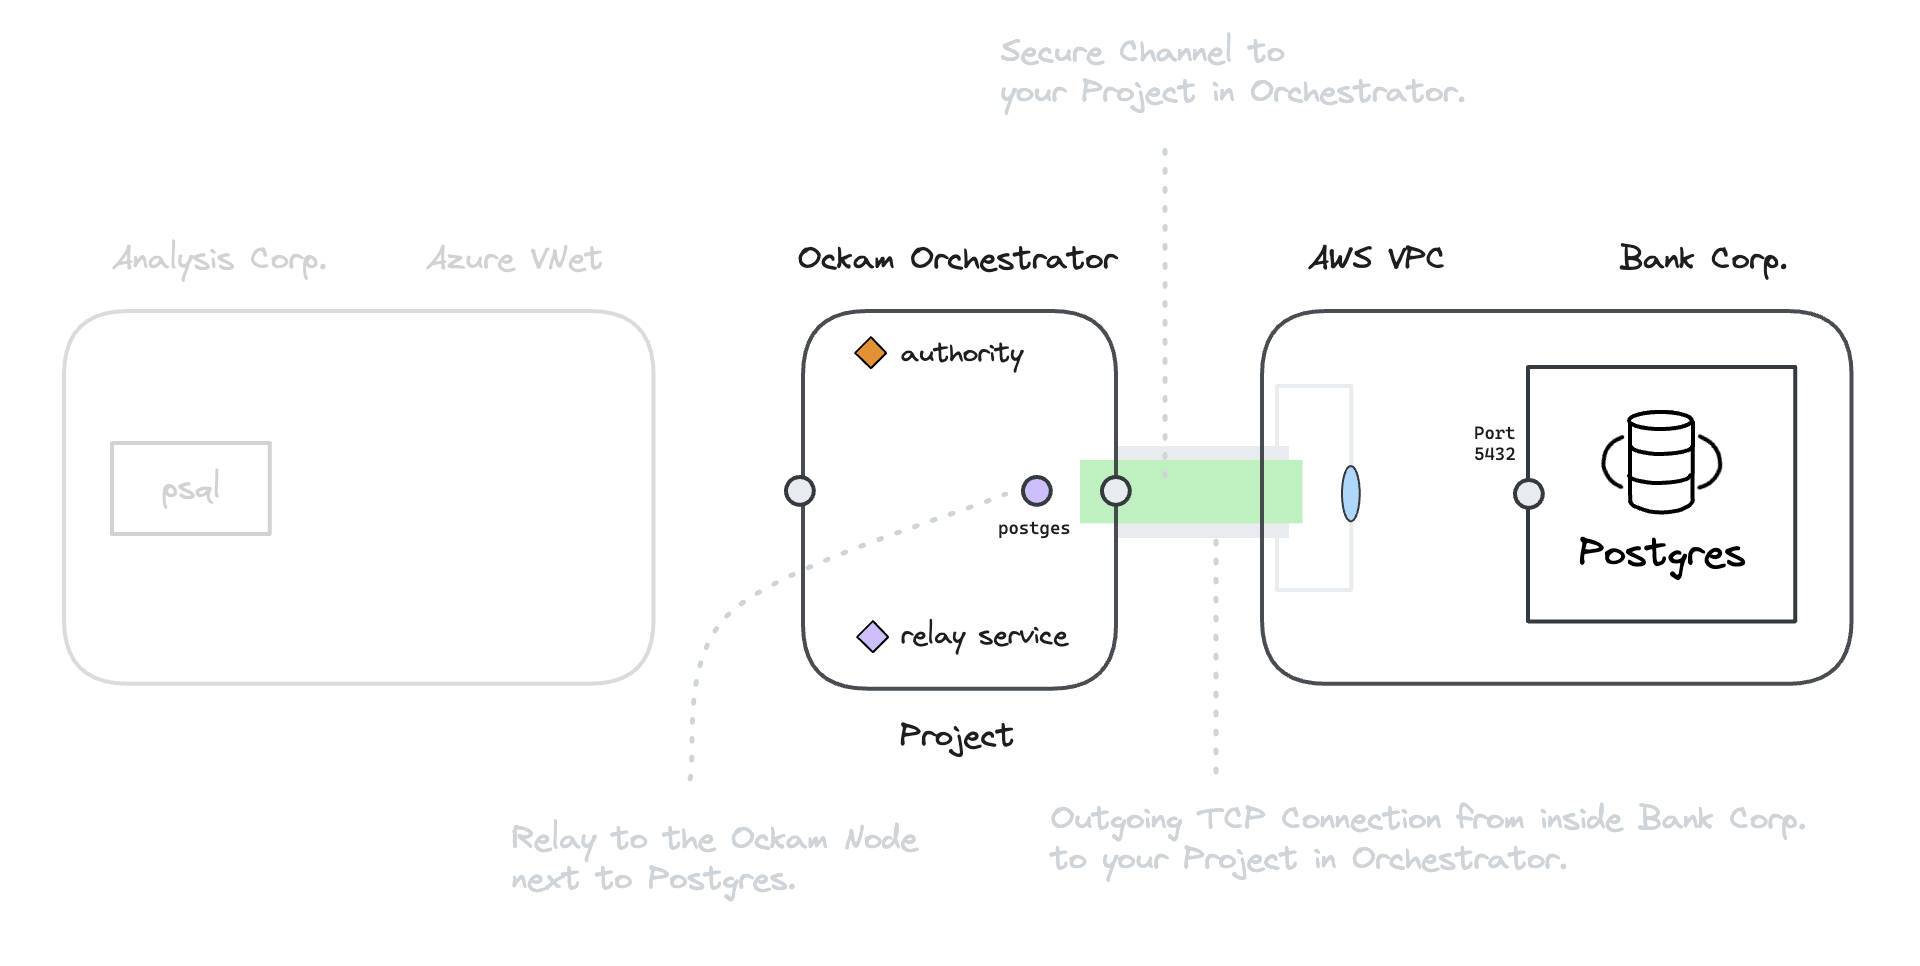 Secure Channel to
your Project in Orchestrator.
Analysis Corp.
Azure VNet
Ockam Orchestrator
AWS VPC
Bank Corp.
authority
Port
5432
psql
postges
Postgres
relay service
Project
Outgoing TCP Connection from inside Bank Corp.
to your Project in Orchestrator.
Relay to the Ockam Node
next to Postgres.